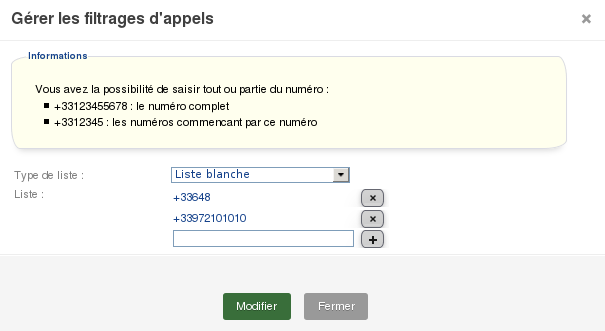 Gérer les filtrages d'appels
Informations
Vous avez la possibilité de saisir tout ou partie du numéro :
+33123455678 : le numéro complet
+3312345 : les numéros commencant par ce numéro
Type de liste :
Liste blanche
Liste :
+33648
+33972101010
Modifier
Fermer